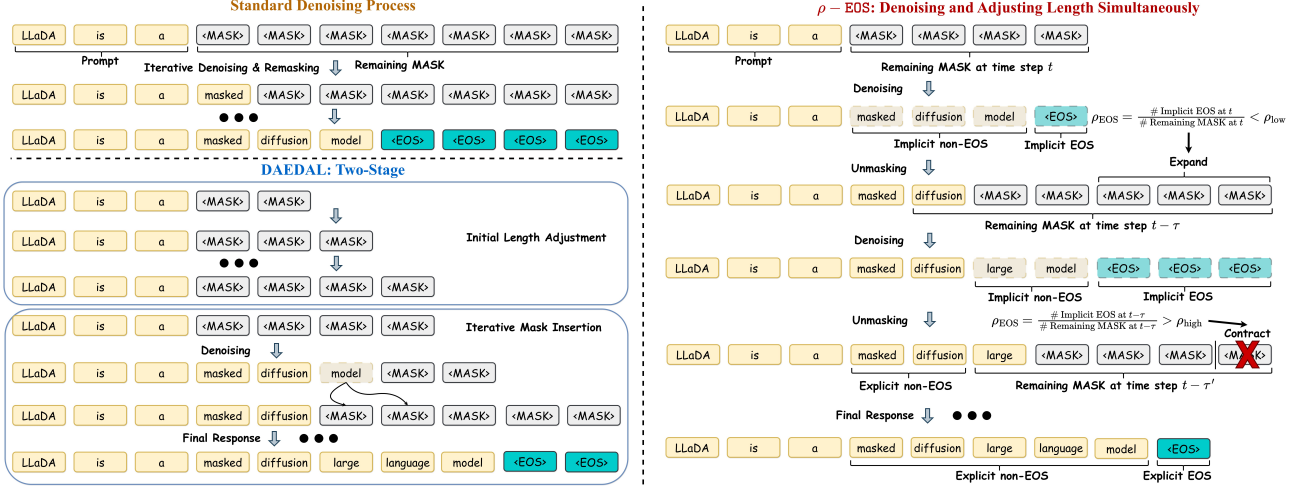 Standard Denoising Process
LLaDA is a <MASK> <MASK> <MASK> <MASK> <MASK> <MASK> <MASK>
Prompt Remaining MASK
Iterative Denoising & Remasking
LLaDA is a masked <MASK> <MASK> <MASK> <MASK> <MASK> <MASK>
LLaDA is a masked diffusion model <EOS> <EOS> <EOS> <EOS>
DAEDAL: Two-Stage
LLaDA is a <MASK> <MASK>
LLaDA is a <MASK> <MASK> <MASK>
Initial Length Adjustment
LLaDA is a <MASK> <MASK> <MASK> <MASK>
LLaDA is a <MASK> <MASK> <MASK> <MASK>
Iterative Mask Insertion
Denoising
LLaDA is a masked diffusion model <MASK> <MASK>
LLaDA is a masked diffusion <MASK> <MASK> <MASK> <MASK> <MASK>
Final Response
LLaDA is a masked diffusion large language model <EOS> <EOS>
ρ − EOS: Denoising and Adjusting Length Simultaneously
LLaDA is a <MASK> <MASK> <MASK> <MASK>
Prompt Remaining MASK at time step t
Denoising
LLaDA is a masked diffusion model <EOS>
ρEOS = # Implicit EOS at t / # Remaining MASK at t < ρlow
Implicit non-EOS Implicit EOS
Expand
Unmasking
LLaDA is a masked diffusion <MASK> <MASK> <MASK> <MASK> <MASK>
Remaining MASK at time step t − τ
Denoising
LLaDA is a masked diffusion large model <EOS> <EOS> <EOS>
Implicit non-EOS Implicit EOS
Unmasking
ρEOS = # Implicit EOS at t−τ / # Remaining MASK at t−τ > ρhigh
Contract
LLaDA is a masked diffusion large <MASK> <MASK> <MASK> <MASK>
Explicit non-EOS Remaining MASK at time step t − τ′
Final Response
LLaDA is a masked diffusion large language model <EOS>
Explicit non-EOS Explicit EOS